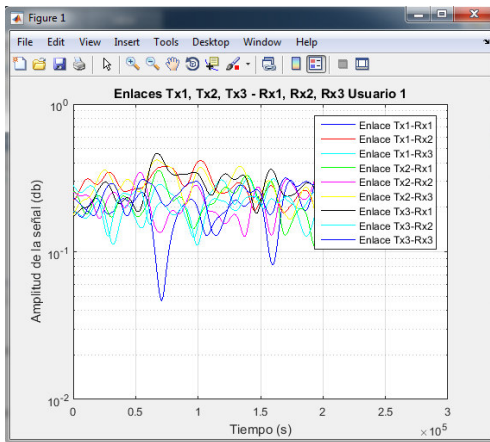 Figure 1
File Edit View Insert Tools Desktop Window Help
Enlaces Tx1, Tx2, Tx3 - Rx1, Rx2, Rx3 Usuario 1
Enlace Tx1-Rx1
Enlace Tx1-Rx2
Enlace Tx1-Rx3
Enlace Tx2-Rx1
Enlace Tx2-Rx2
Enlace Tx2-Rx3
Enlace Tx3-Rx1
Enlace Tx3-Rx2
Enlace Tx3-Rx3
Amplitud de la señal (db)
10^0
10^-1
10^-2
0 0.5 1 1.5 2 2.5 3
Tiempo (s)
× 10^5